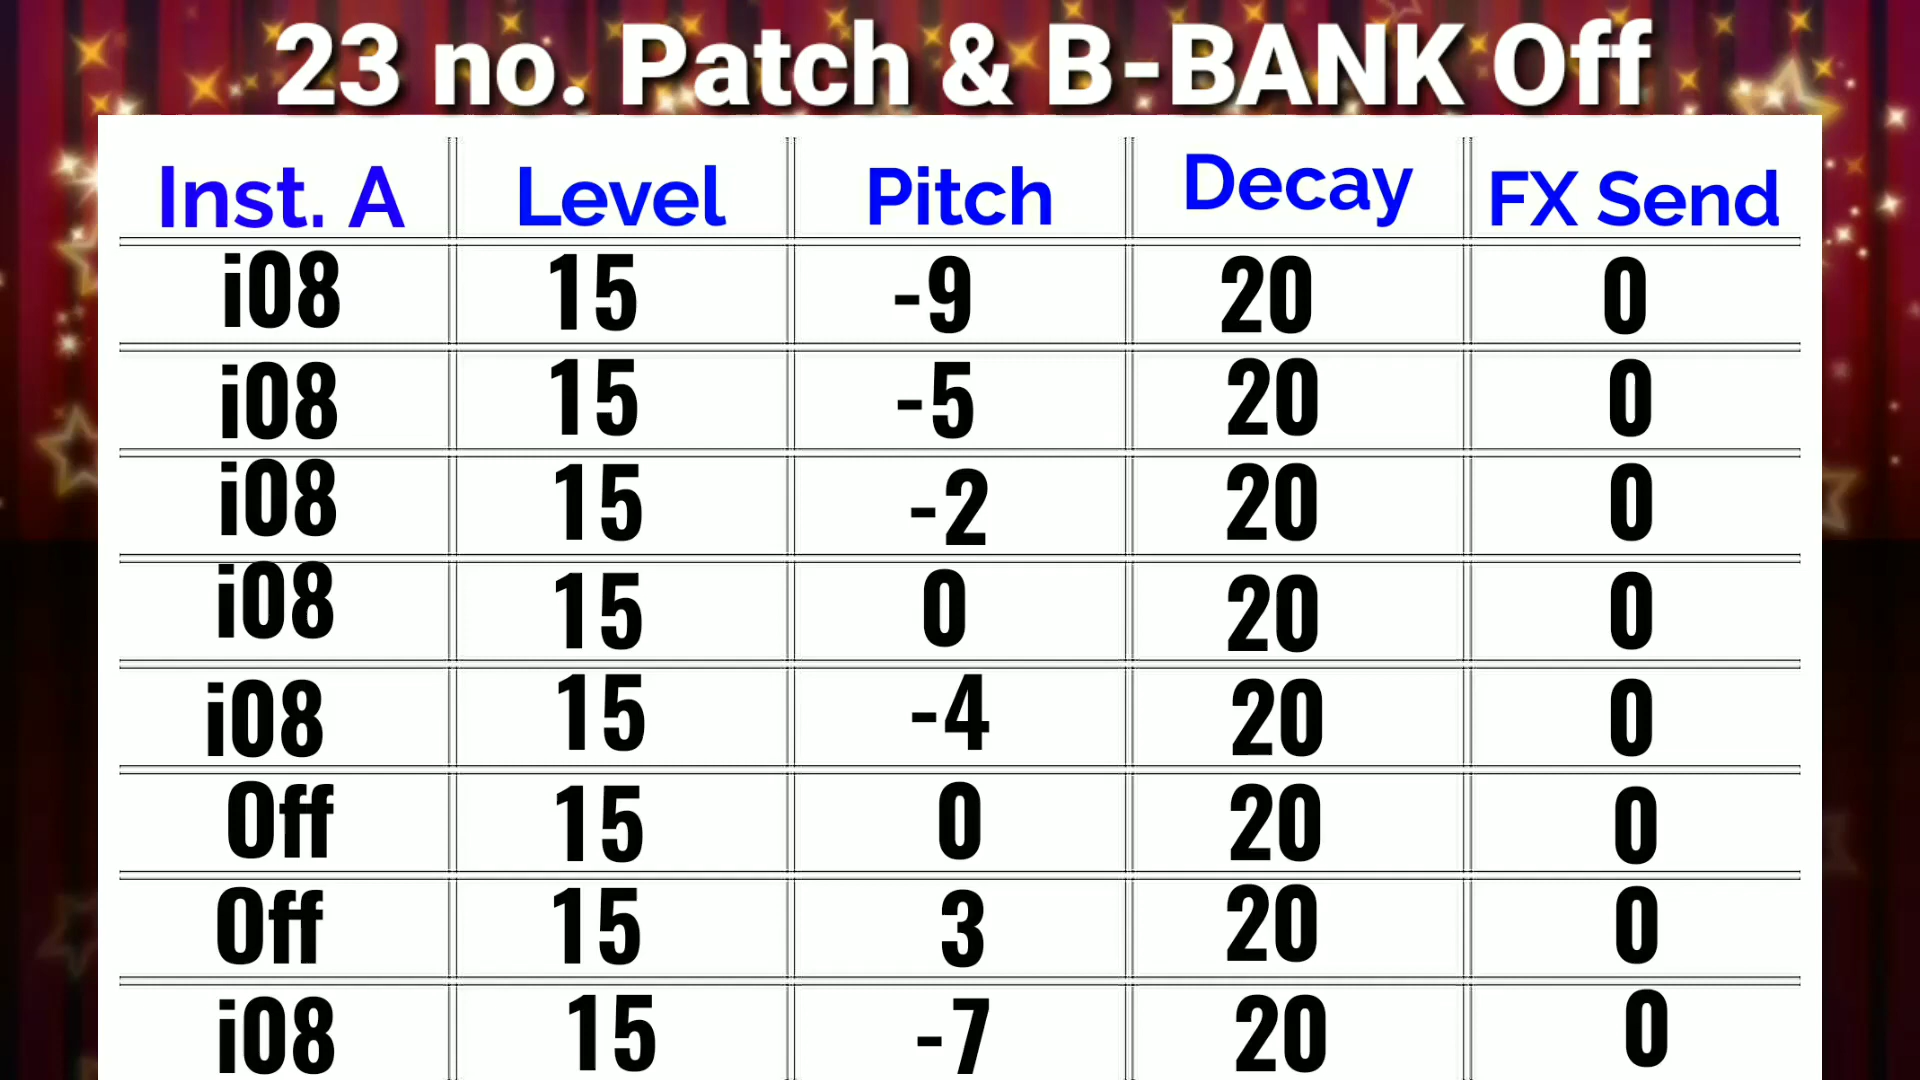 23 no. Patch & B-BANK Off
Inst. A Level Pitch Decay FX Send
i08 15 -9 20 0
i08 15 -5 20 0
i08 15 -2 20 0
i08 15 0 20 0
i08 15 -4 20 0
Off 15 0 20 0
Off 15 3 20 0
i08 15 -7 20 0